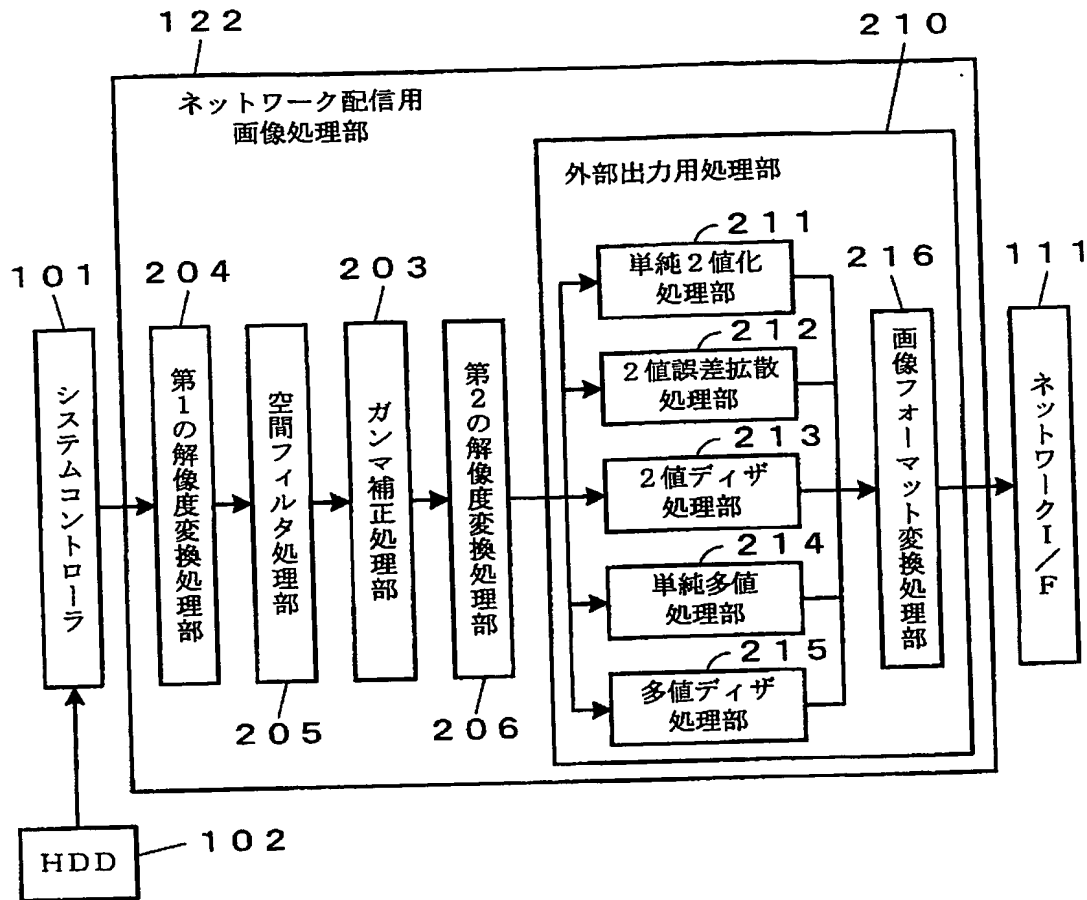 122
210
ネットワーク配信用
画像処理部
外部出力用処理部
211
単純2値化
処理部
101
204
203
216
111
212
2値誤差拡散
処理部
システムコントローラ
第1の解像度変換処理部
空間フィルタ処理部
ガンマ補正処理部
第2の解像度変換処理部
213
2値ディザ
処理部
画像フォーマット変換処理部
ネットワークI/F
214
単純多値
処理部
215
多値ディザ
処理部
205
206
HDD
102